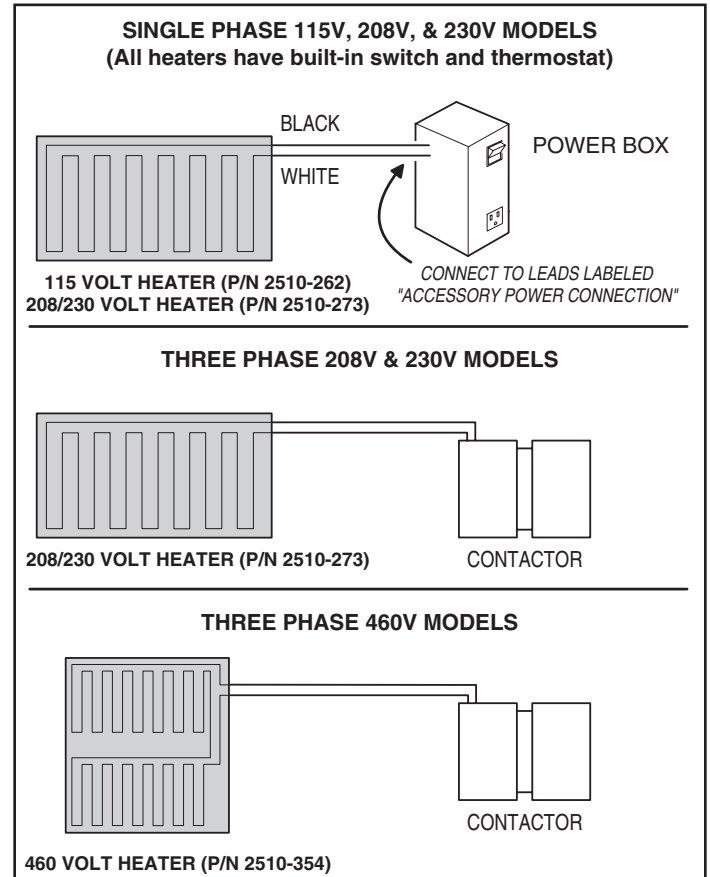 SINGLE PHASE 115V, 208V, & 230V MODELS
(All heaters have built-in switch and thermostat)
BLACK
WHITE
POWER BOX
CONNECT TO LEADS LABELED
"ACCESSORY POWER CONNECTION"
115 VOLT HEATER (P/N 2510-262)
208/230 VOLT HEATER (P/N 2510-273)
THREE PHASE 208V & 230V MODELS
208/230 VOLT HEATER (P/N 2510-273)
CONTACTOR
THREE PHASE 460V MODELS
CONTACTOR
460 VOLT HEATER (P/N 2510-354)